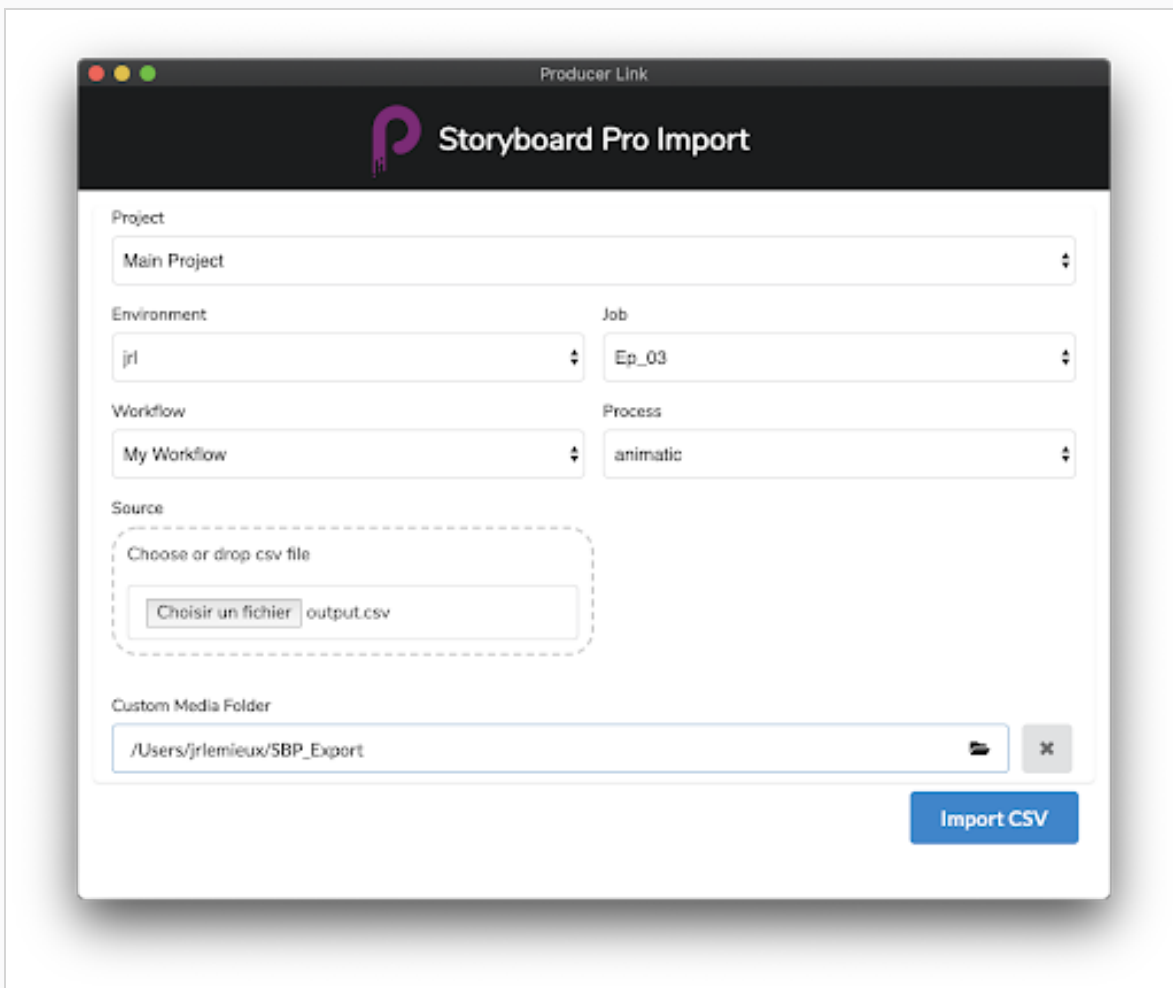 Producer Link
Storyboard Pro Import
Project
Main Project
Environment Job
jrl Ep_03
Workflow Process
My Workflow animatic
Source
Choose or drop csv file
Choisir un fichier output.csv
Custom Media Folder
/Users/jrlemieux/SBP_Export
Import CSV